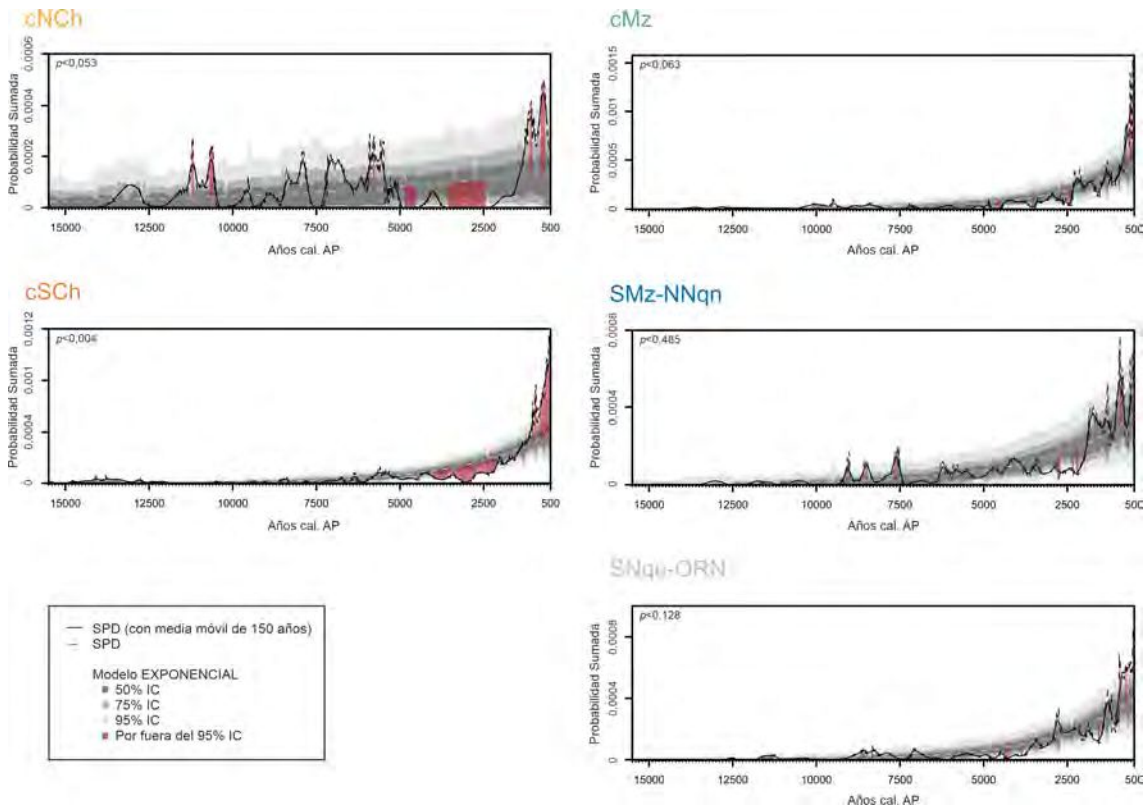 cNCh
p<0,053
Probabilidad Sumada
0 0.0002 0.0004 0.0006
15000 12500 10000 7500 5000 2500 500
Años cal. AP
cMz
p<0,063
Probabilidad Sumada
0 0.0005 0.001 0.0015
15000 12500 10000 7500 5000 2500 500
Años cal. AP
cSCh
p<0,004
Probabilidad Sumada
0 0.0004 0.001 0.0012
15000 12500 10000 7500 5000 2500 500
Años cal. AP
SMz-NNqn
p<0,485
Probabilidad Sumada
0 0.0004 0.0008
15000 12500 10000 7500 5000 2500 500
Años cal. AP
SNqu-ORN
p<0,128
Probabilidad Sumada
0 0.0004 0.0008
15000 12500 10000 7500 5000 2500 500
Años cal. AP
SPD (con media móvil de 150 años)
SPD
Modelo EXPONENCIAL
50% IC
75% IC
95% IC
Por fuera del 95% IC